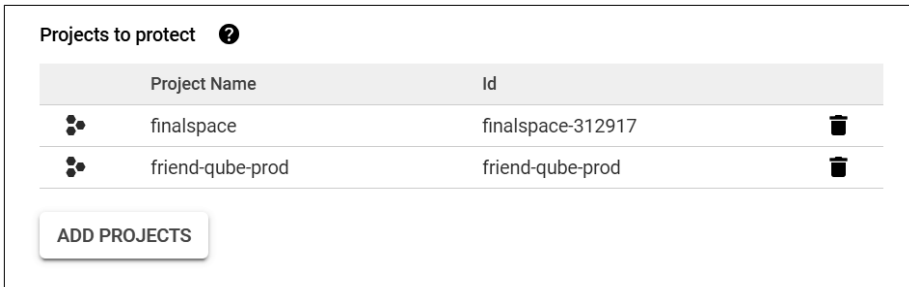 Projects to protect ?
Project Name Id
finalspace finalspace-312917
friend-qube-prod friend-qube-prod
ADD PROJECTS